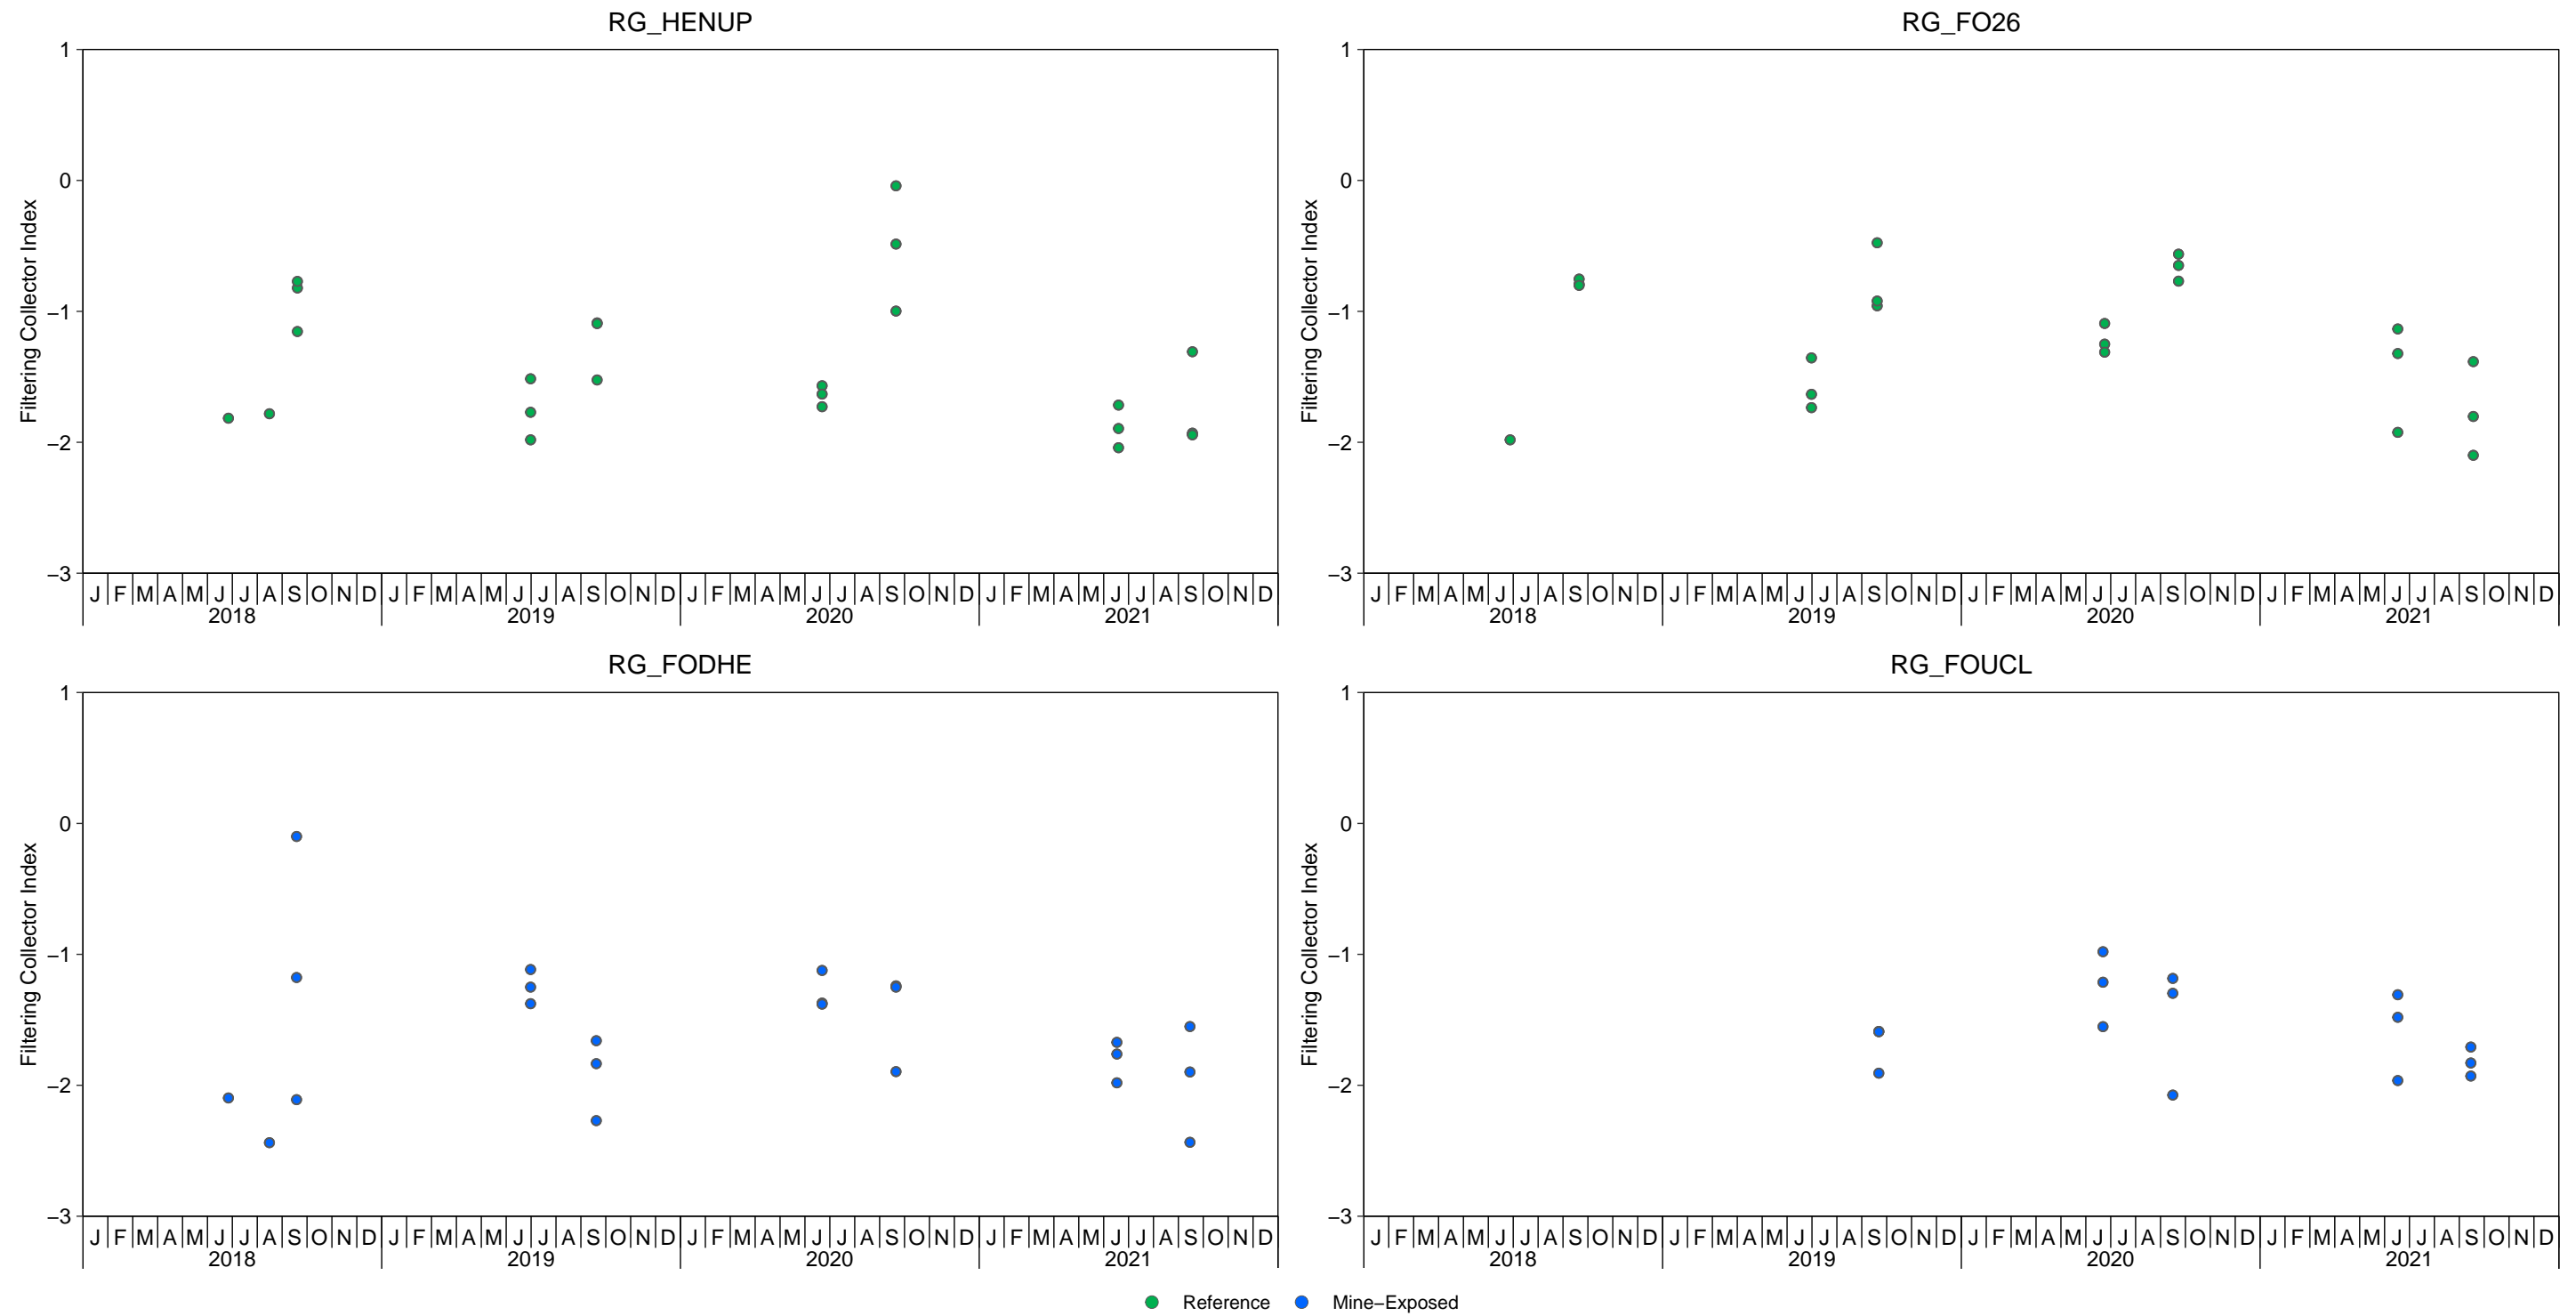 RG_HENUP
RG_FO26
1
0
−1
−2
−3
Filtering Collector Index
J F M A M J J A S O N D J F M A M J J A S O N D J F M A M J J A S O N D J F M A M J J A S O N D
2018 2019 2020 2021
1
0
−1
−2
−3
Filtering Collector Index
J F M A M J J A S O N D J F M A M J J A S O N D J F M A M J J A S O N D J F M A M J J A S O N D
2018 2019 2020 2021
RG_FODHE
RG_FOUCL
1
0
−1
−2
−3
Filtering Collector Index
J F M A M J J A S O N D J F M A M J J A S O N D J F M A M J J A S O N D J F M A M J J A S O N D
2018 2019 2020 2021
1
0
−1
−2
−3
Filtering Collector Index
J F M A M J J A S O N D J F M A M J J A S O N D J F M A M J J A S O N D J F M A M J J A S O N D
2018 2019 2020 2021
Reference Mine−Exposed